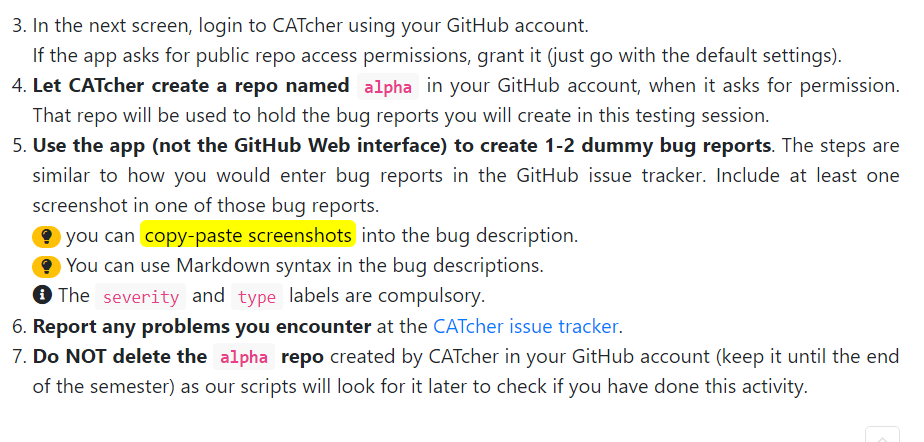 3. In the next screen, login to CATcher using your GitHub account.
If the app asks for public repo access permissions, grant it (just go with the default settings).
4. Let CATcher create a repo named alpha in your GitHub account, when it asks for permission.
That repo will be used to hold the bug reports you will create in this testing session.
5. Use the app (not the GitHub Web interface) to create 1-2 dummy bug reports. The steps are
similar to how you would enter bug reports in the GitHub issue tracker. Include at least one
screenshot in one of those bug reports.
you can copy-paste screenshots into the bug description.
You can use Markdown syntax in the bug descriptions.
The severity and type labels are compulsory.
6. Report any problems you encounter at the CATcher issue tracker.
7. Do NOT delete the alpha repo created by CATcher in your GitHub account (keep it until the end
of the semester) as our scripts will look for it later to check if you have done this activity.